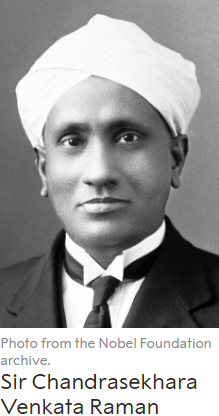 Photo from the Nobel Foundation
archive.
Sir Chandrasekhara
Venkata Raman